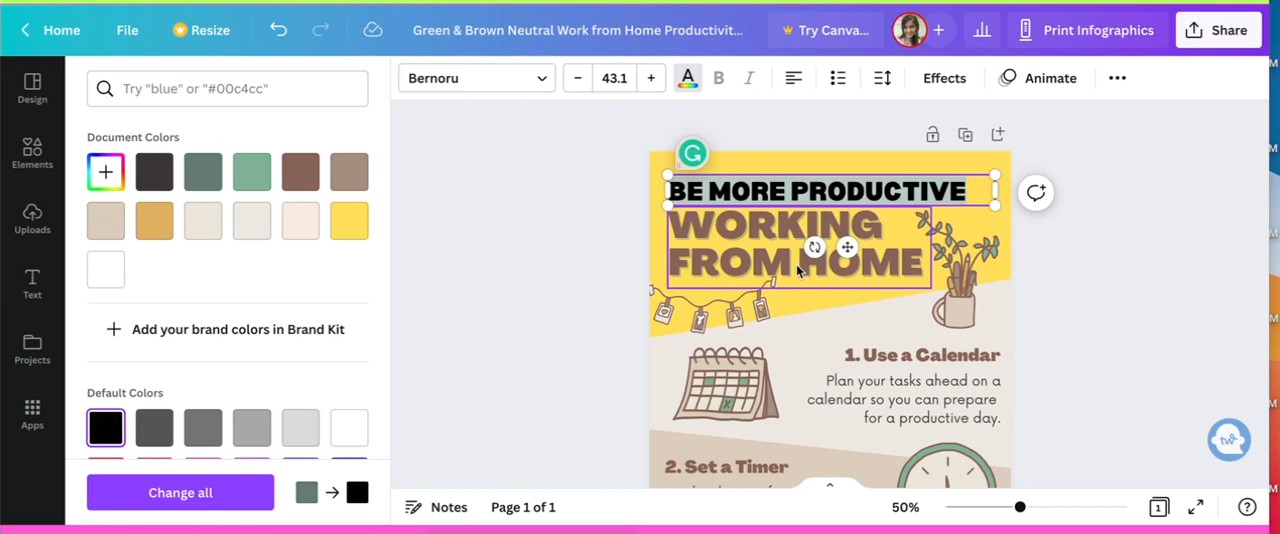 Home File Resize Green & Brown Neutral Work from Home Productivit... Try Canva... + Print Infographics Share
Design
Elements
Uploads
Text
Projects
Apps
Try "blue" or "#00c4cc"
Document Colors
+ Add your brand colors in Brand Kit
Default Colors
Change all
Bernoru – 43.1 + A B I Effects Animate
G
BE MORE PRODUCTIVE
WORKING
FROM HOME
1. Use a Calendar
Plan your tasks ahead on a
calendar so you can prepare
for a productive day.
2. Set a Timer
tw
Notes Page 1 of 1 50% 1 ?